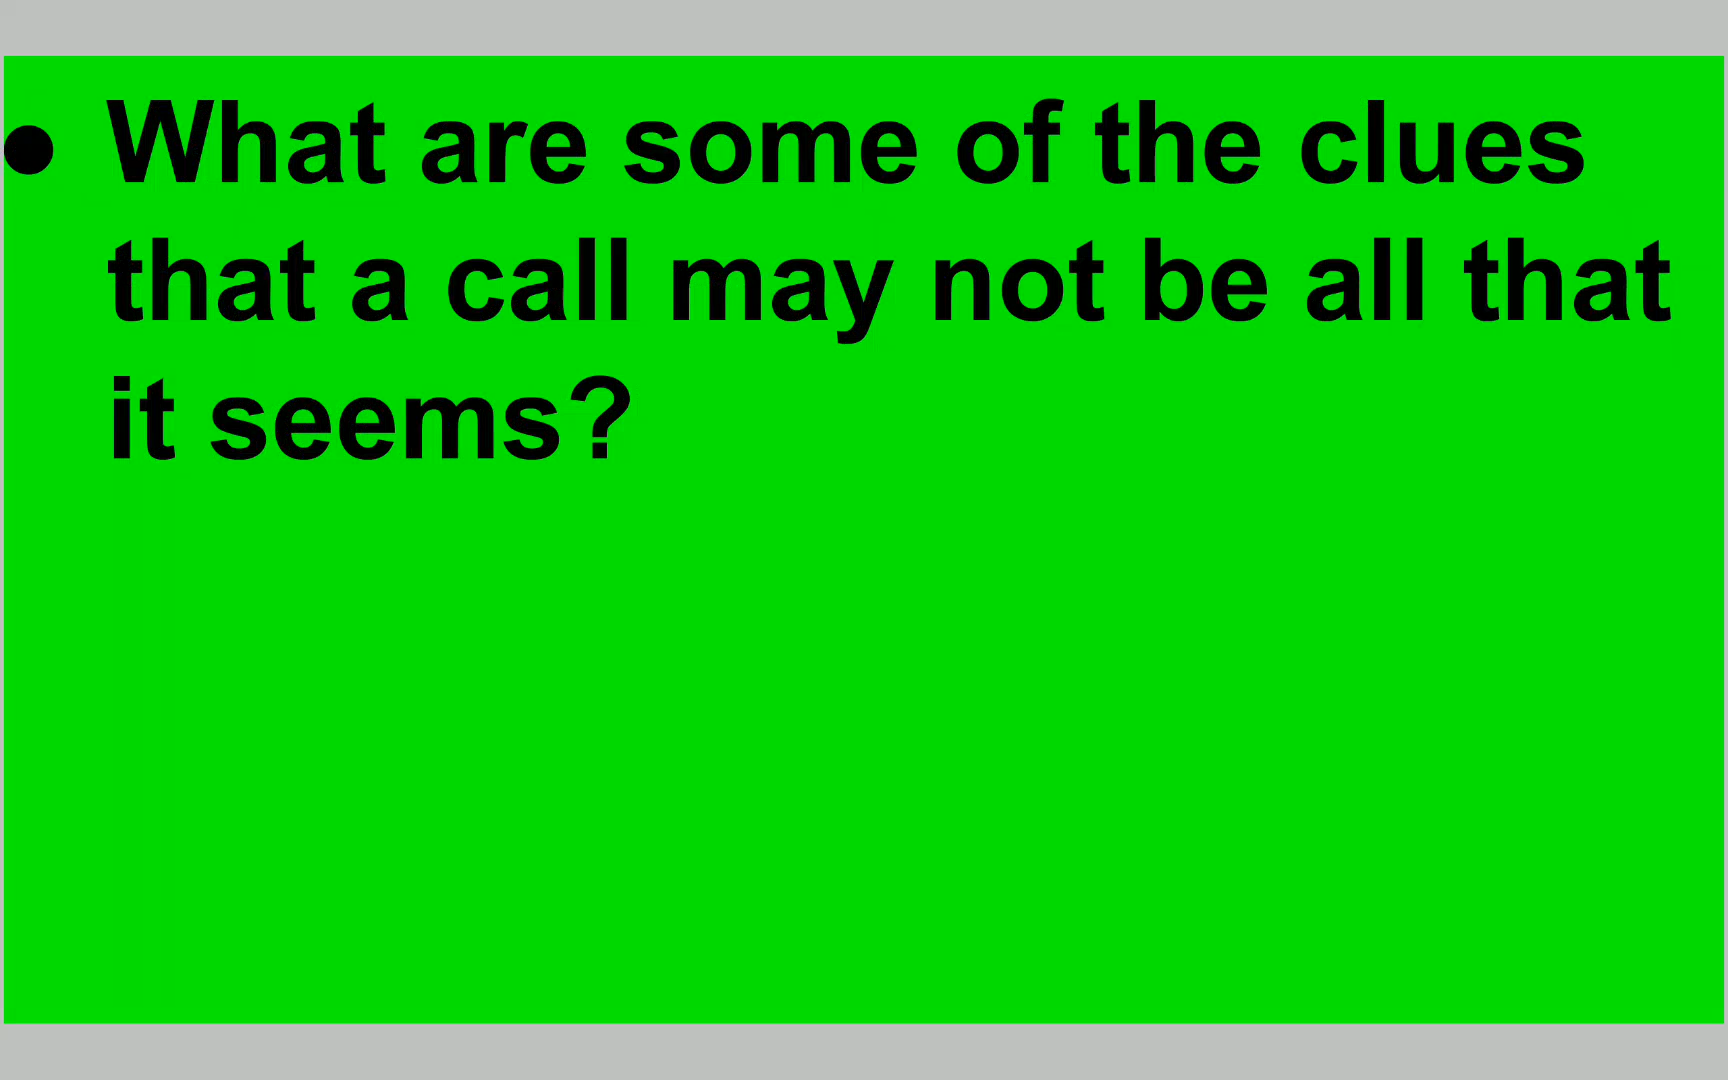 ● What are some of the clues
that a call may not be all that
it seems?